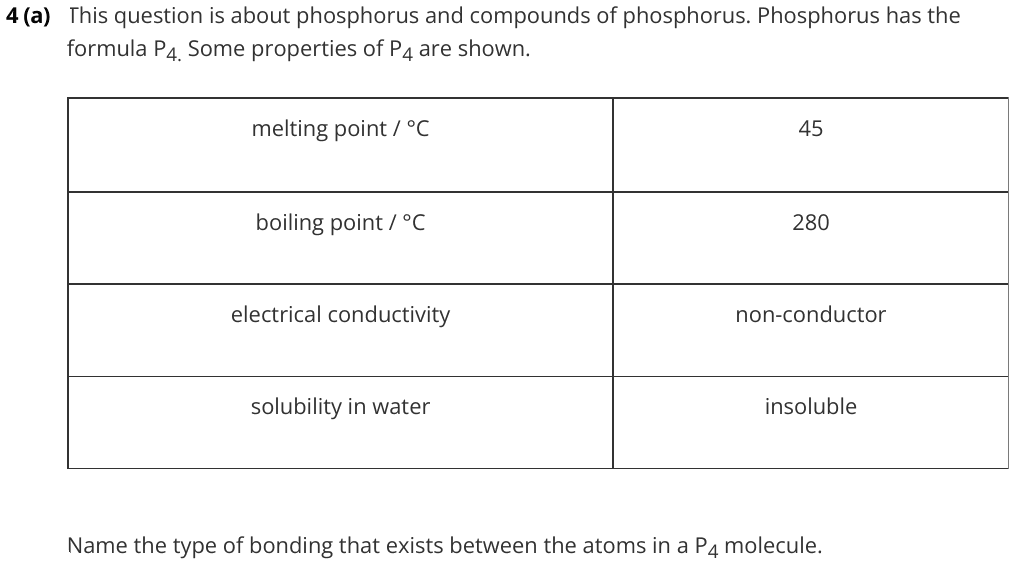 4 (a) This question is about phosphorus and compounds of phosphorus. Phosphorus has the
formula P4. Some properties of P4 are shown.
melting point / °C 45
boiling point / °C 280
electrical conductivity non-conductor
solubility in water insoluble
Name the type of bonding that exists between the atoms in a P4 molecule.